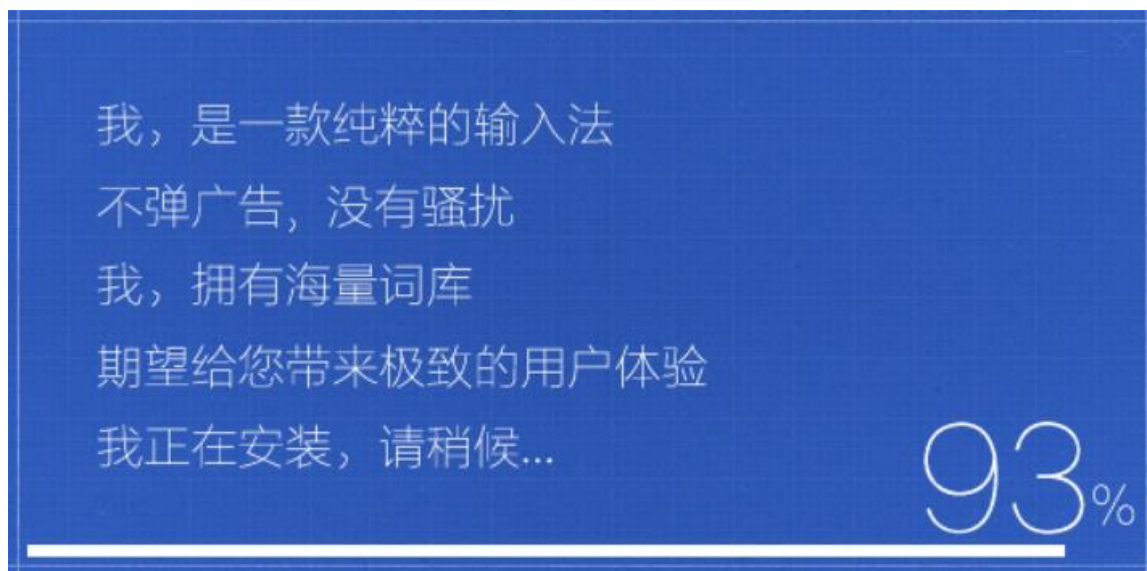 我，是一款纯粹的输入法
不弹广告，没有骚扰
我，拥有海量词库
期望给您带来极致的用户体验
我正在安装，请稍候...
93%